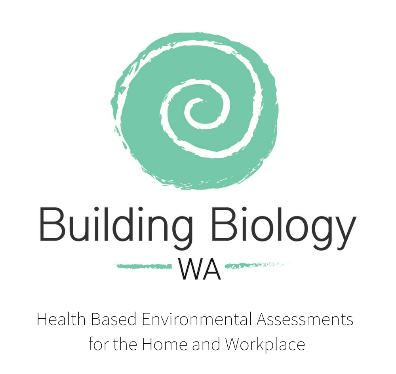 Building Biology
WA
Health Based Environmental Assessments
for the Home and Workplace